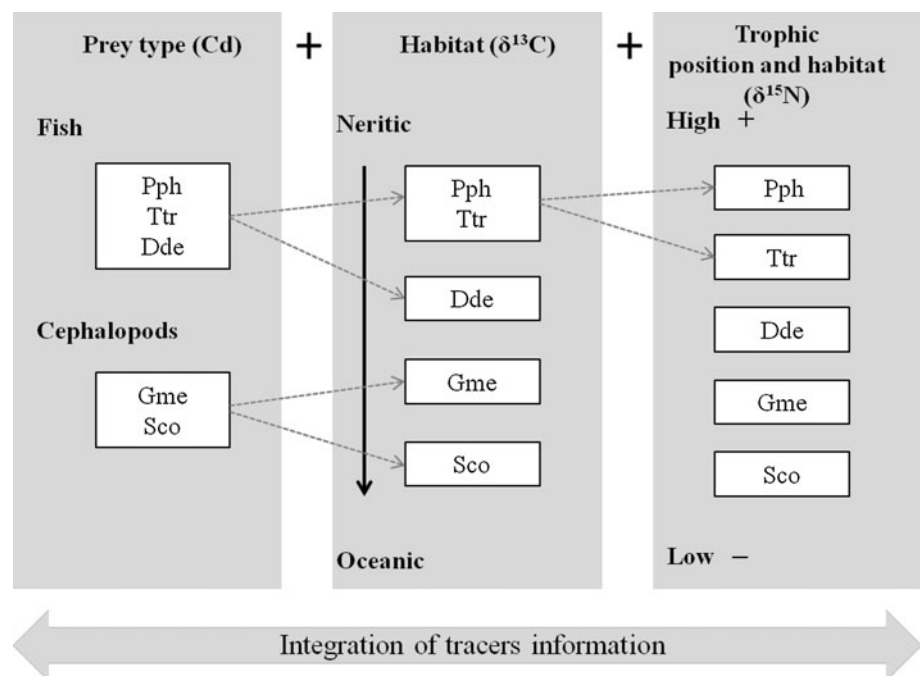 Prey type (Cd)
Fish
Pph
Ttr
Dde
Cephalopods
Gme
Sco
+
Habitat (δ¹³C)
Neritic
Pph
Ttr
Dde
Gme
Sco
Oceanic
+
Trophic
position and habitat
(δ¹⁵N)
High +
Pph
Ttr
Dde
Gme
Sco
Low −
Integration of tracers information